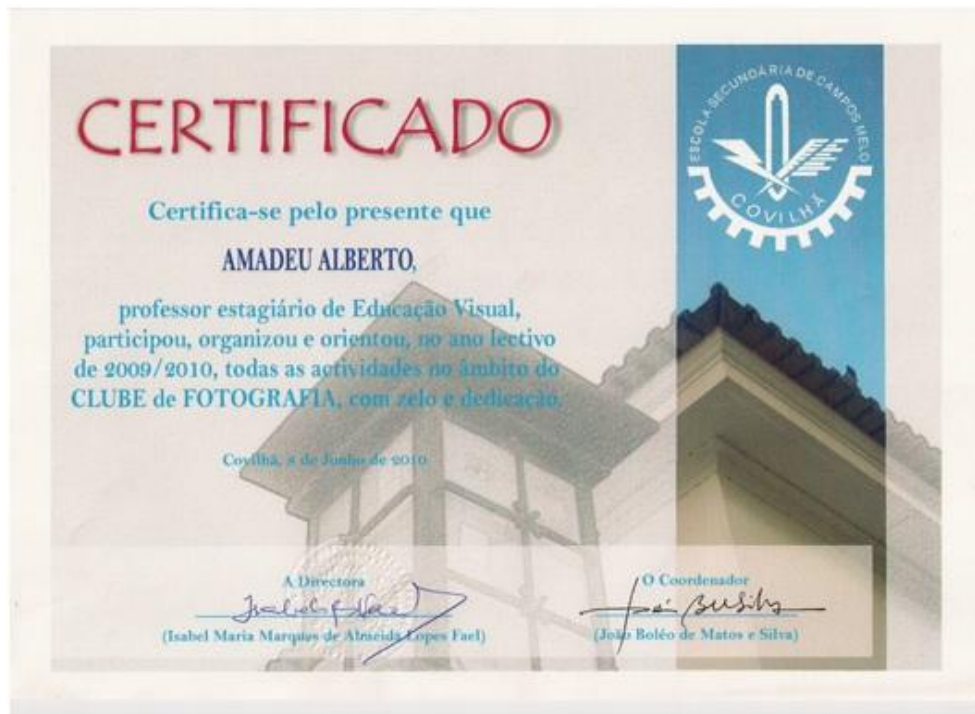 CERTIFICADO
ESCOLA SECUNDÁRIA DE CAMPOS MELO
COVILHÃ
Certifica-se pelo presente que
AMADEU ALBERTO,
professor estagiário de Educação Visual,
participou, organizou e orientou, no ano lectivo
de 2009/2010, todas as actividades no âmbito do
CLUBE de FOTOGRAFIA, com zelo e dedicação.
Covilhã, 8 de Junho de 2010
A Directora
(Isabel Maria Marques de Almeida Lopes Fael)
O Coordenador
(João Boléo de Matos e Silva)